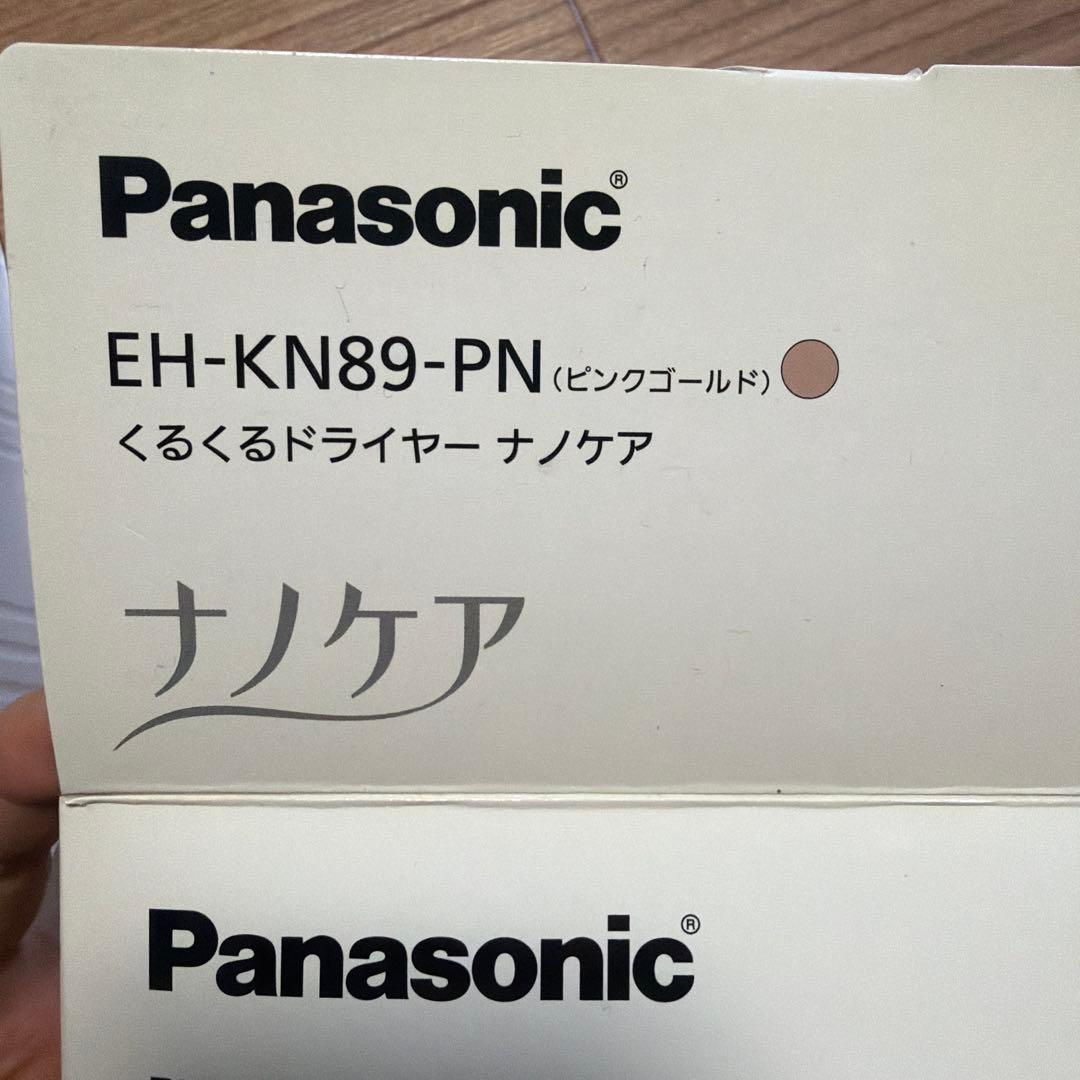 Panasonic®
EH-KN89-PN(ピンクゴールド)
くるくるドライヤー ナノケア
ナノケア
Panasonic®